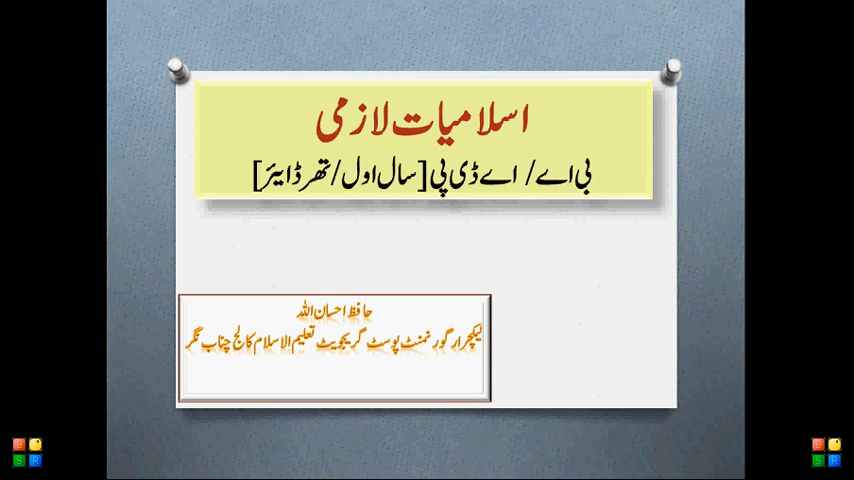 اسلامیات لازمی
بی اے/ اے ڈی پی [سال اول/تھرڈ ایئر]
حافظ احسان اللہ
لیکچرار گورنمنٹ پوسٹ گریجویٹ تعلیم الاسلام کالج چناب نگر
B
S R
B
S R